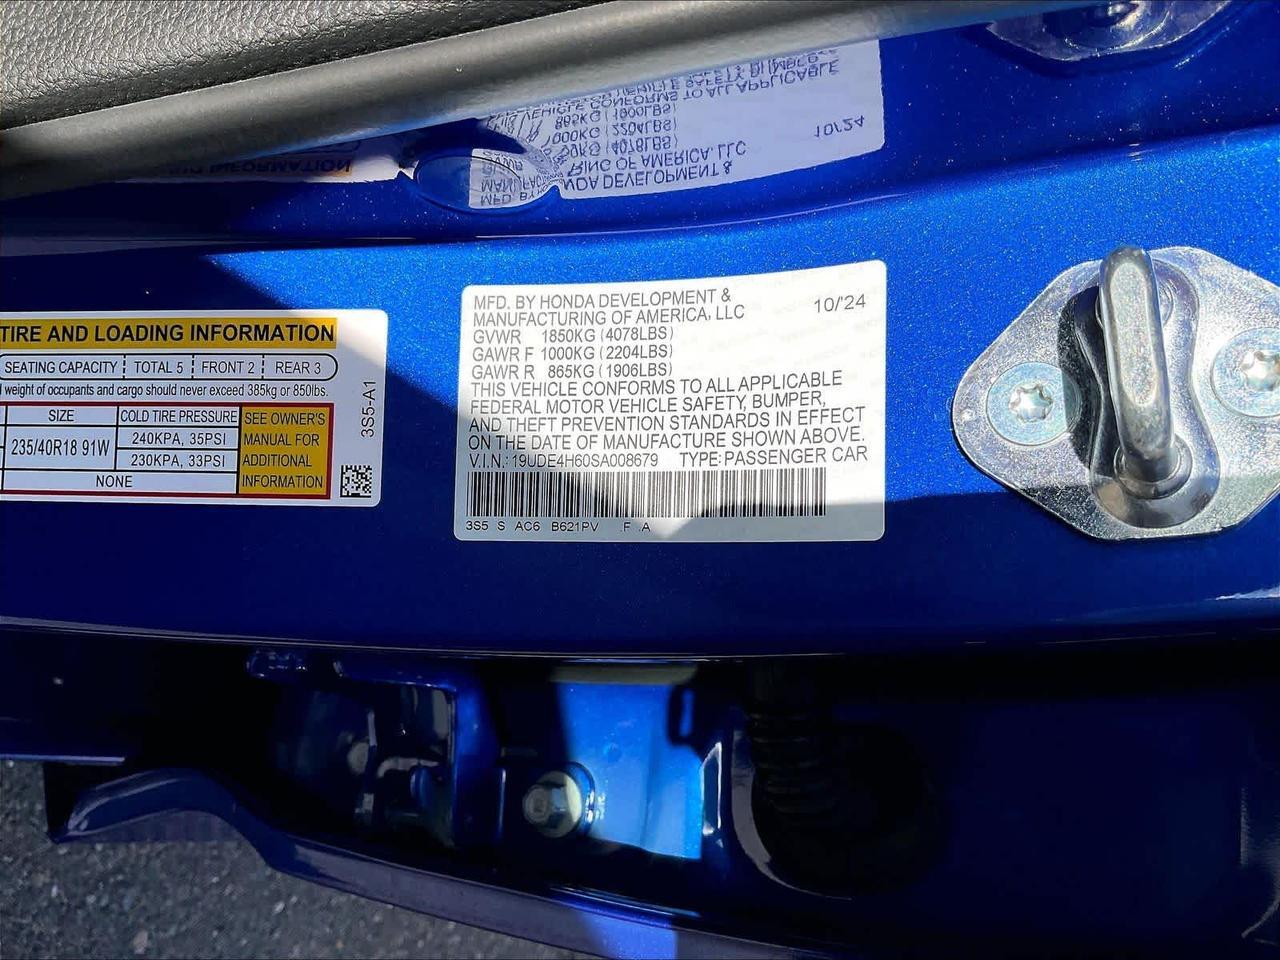 TIRE AND LOADING INFORMATION
SEATING CAPACITY TOTAL 5 FRONT 2 REAR 3
weight of occupants and cargo should never exceed 385kg or 850lbs.
SIZE COLD TIRE PRESSURE SEE OWNER'S
MANUAL FOR
ADDITIONAL
INFORMATION
235/40R18 91W 240KPA, 35PSI
230KPA, 33PSI
NONE
3S5-A1
MFD. BY HONDA DEVELOPMENT & 10/'24
MANUFACTURING OF AMERICA, LLC
GVWR 1850KG (4078LBS)
GAWR F 1000KG (2204LBS)
GAWR R 865KG (1906LBS)
THIS VEHICLE CONFORMS TO ALL APPLICABLE
FEDERAL MOTOR VEHICLE SAFETY, BUMPER,
AND THEFT PREVENTION STANDARDS IN EFFECT
ON THE DATE OF MANUFACTURE SHOWN ABOVE.
V.I.N.: 19UDE4H60SA008679 TYPE:PASSENGER CAR
3S5 S AC6 B621PV .F .A